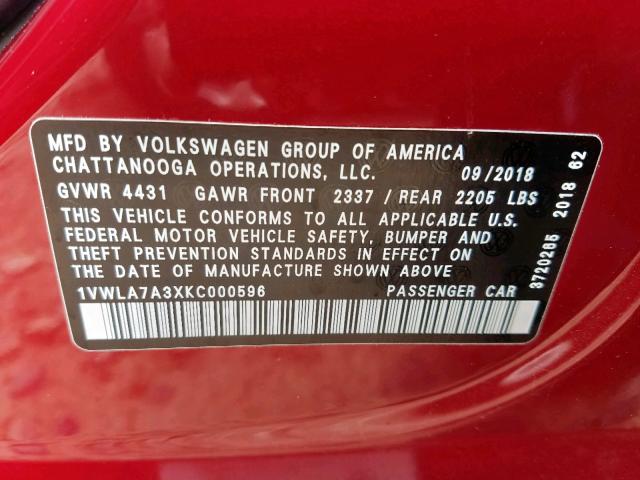 MFD BY VOLKSWAGEN GROUP OF AMERICA
CHATTANOOGA OPERATIONS, LLC. 09/2018
GVWR 4431 GAWR FRONT 2337 / REAR 2205 LBS
THIS VEHICLE CONFORMS TO ALL APPLICABLE U.S.
FEDERAL MOTOR VEHICLE SAFETY, BUMPER AND
THEFT PREVENTION STANDARDS IN EFFECT ON
THE DATE OF MANUFACTURE SHOWN ABOVE
1VWLA7A3XKC000596 PASSENGER CAR
3720265 2018 62